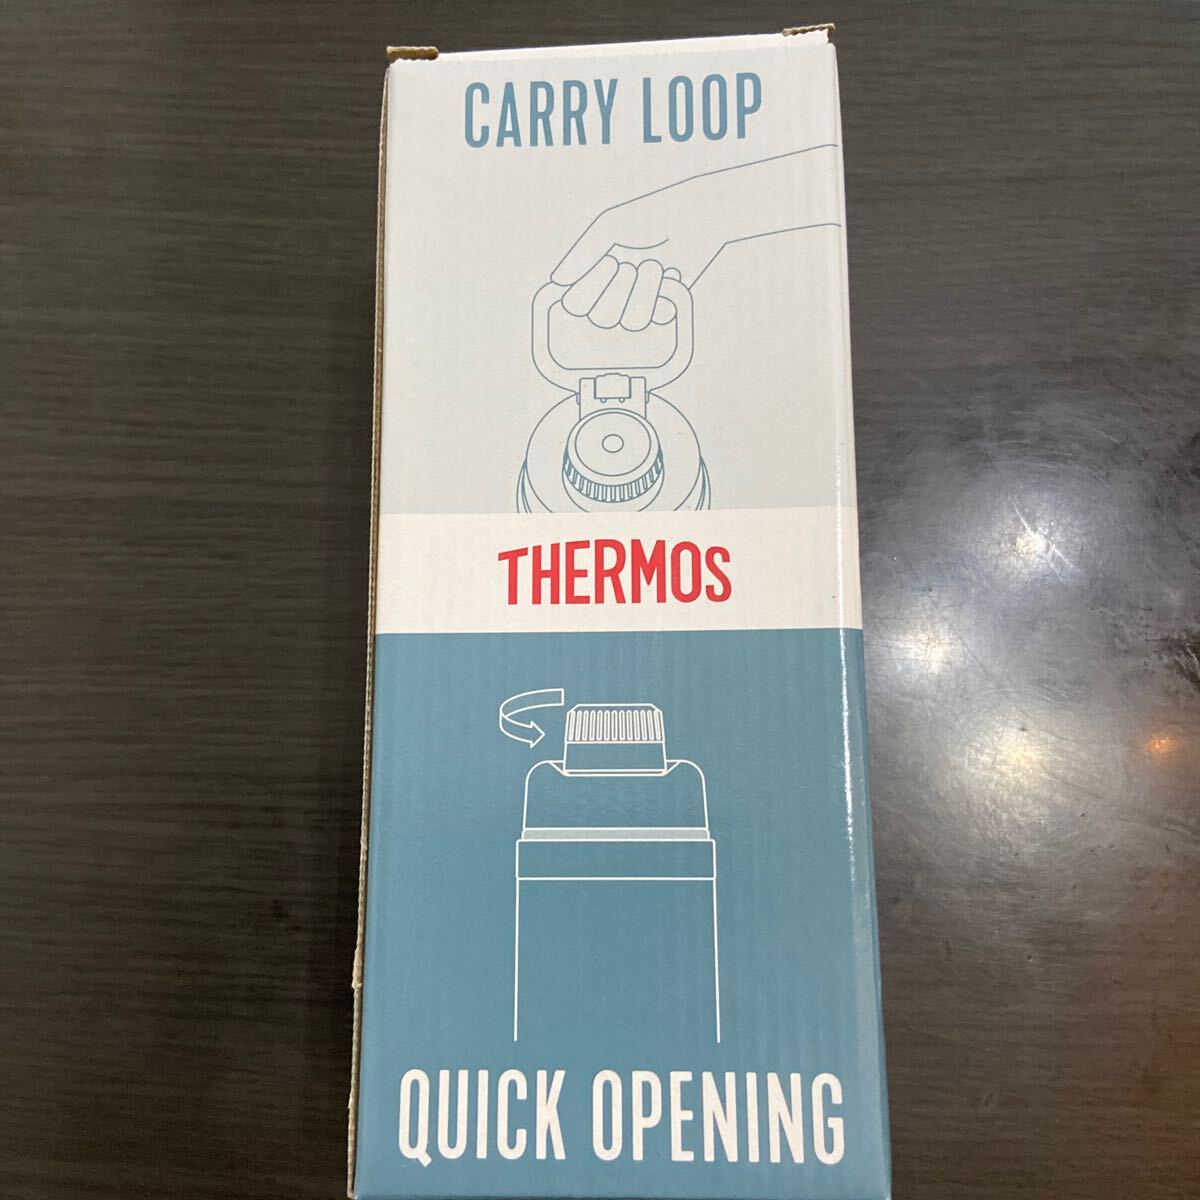 CARRY LOOP
THERMOS
QUICK OPENING